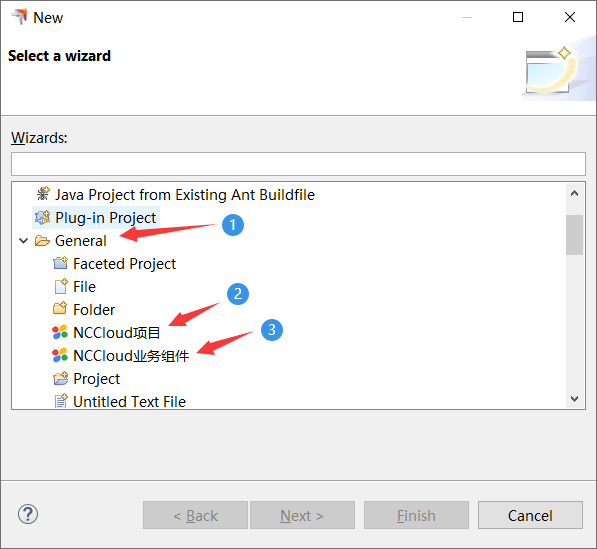 New
Select a wizard
Wizards:
Java Project from Existing Ant Buildfile
Plug-in Project
General
1
Faceted Project
File
2
Folder
NCCloud项目
3
NCCloud业务组件
Project
Untitled Text File
?
< Back
Next >
Finish
Cancel